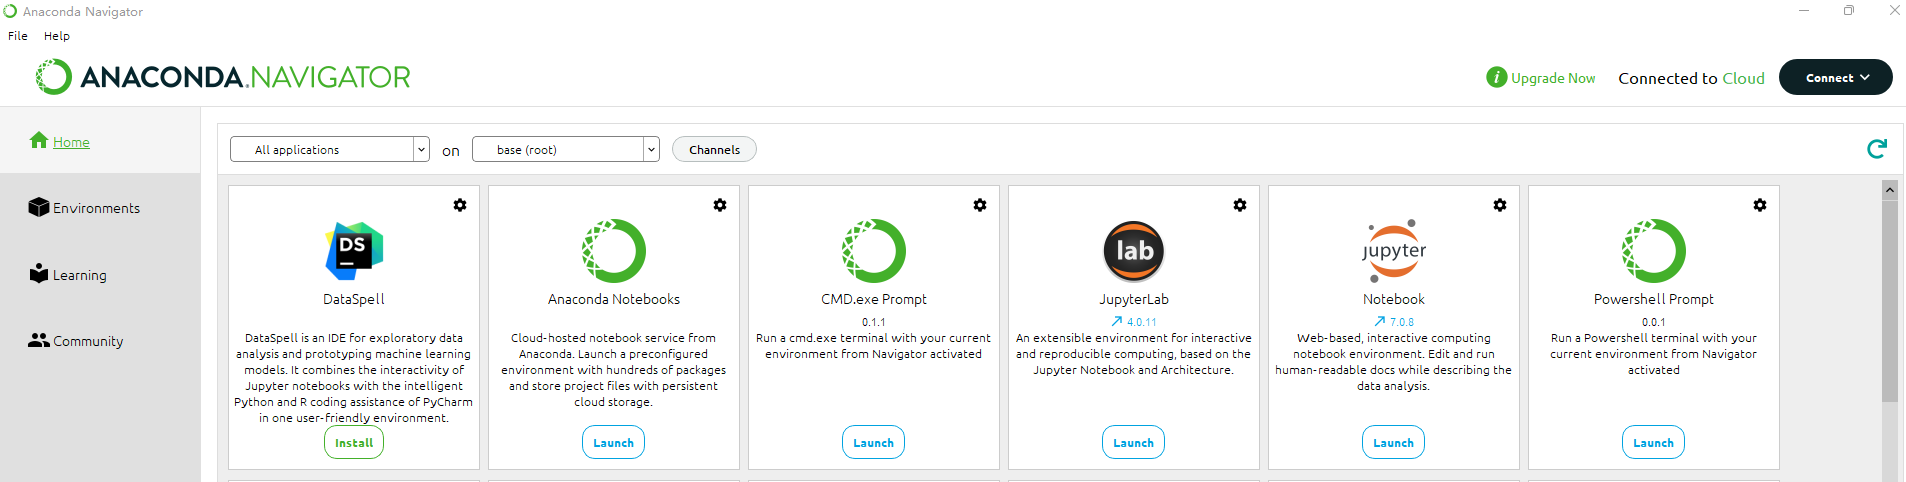 Anaconda Navigator
File Help
ANACONDA.NAVIGATOR
i Upgrade Now Connected to Cloud Connect
Home
Environments
Learning
Community
All applications on base (root) Channels
DS
DataSpell
DataSpell is an IDE for exploratory data
analysis and prototyping machine learning
models. It combines the interactivity of
Jupyter notebooks with the intelligent
Python and R coding assistance of PyCharm
in one user-friendly environment.
Install
Anaconda Notebooks
Cloud-hosted notebook service from
Anaconda. Launch a preconfigured
environment with hundreds of packages
and store project files with persistent
cloud storage.
Launch
CMD.exe Prompt
0.1.1
Run a cmd.exe terminal with your current
environment from Navigator activated
Launch
lab
JupyterLab
4.0.11
An extensible environment for interactive
and reproducible computing, based on the
Jupyter Notebook and Architecture.
Launch
jupyter
Notebook
7.0.8
Web-based, interactive computing
notebook environment. Edit and run
human-readable docs while describing the
data analysis.
Launch
Powershell Prompt
0.0.1
Run a Powershell terminal with your
current environment from Navigator
activated
Launch